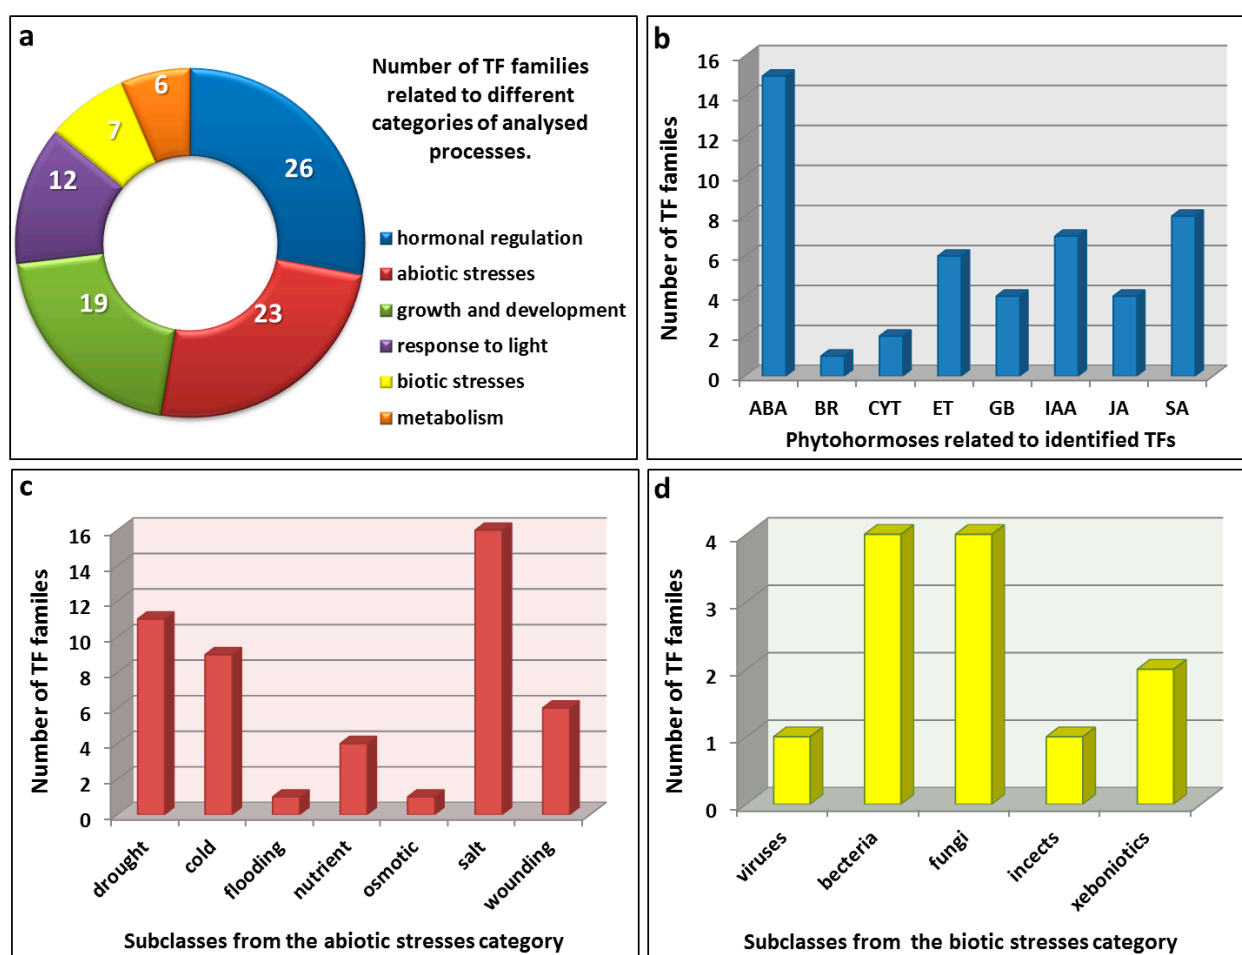 a
Number of TF families
related to different
categories of analysed
processes.
6
7
12
26
19
23
hormonal regulation
abiotic stresses
growth and development
response to light
biotic stresses
metabolism
b
Number of TF familes
16
14
12
10
8
6
4
2
0
ABA BR CYT ET GB IAA JA SA
Phytohormoses related to identified TFs
c
Number of TF familes
16
14
12
10
8
6
4
2
0
drought cold flooding nutrient osmotic salt wounding
Subclasses from the abiotic stresses category
d
Number of TF familes
4
3
2
1
0
viruses becteria fungi incects xeboniotics
Subclasses from the biotic stresses category